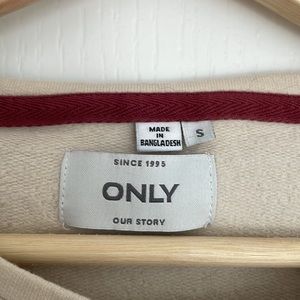 MADE
IN
BANGLADESH
S
SINCE 1995
ONLY
OUR STORY